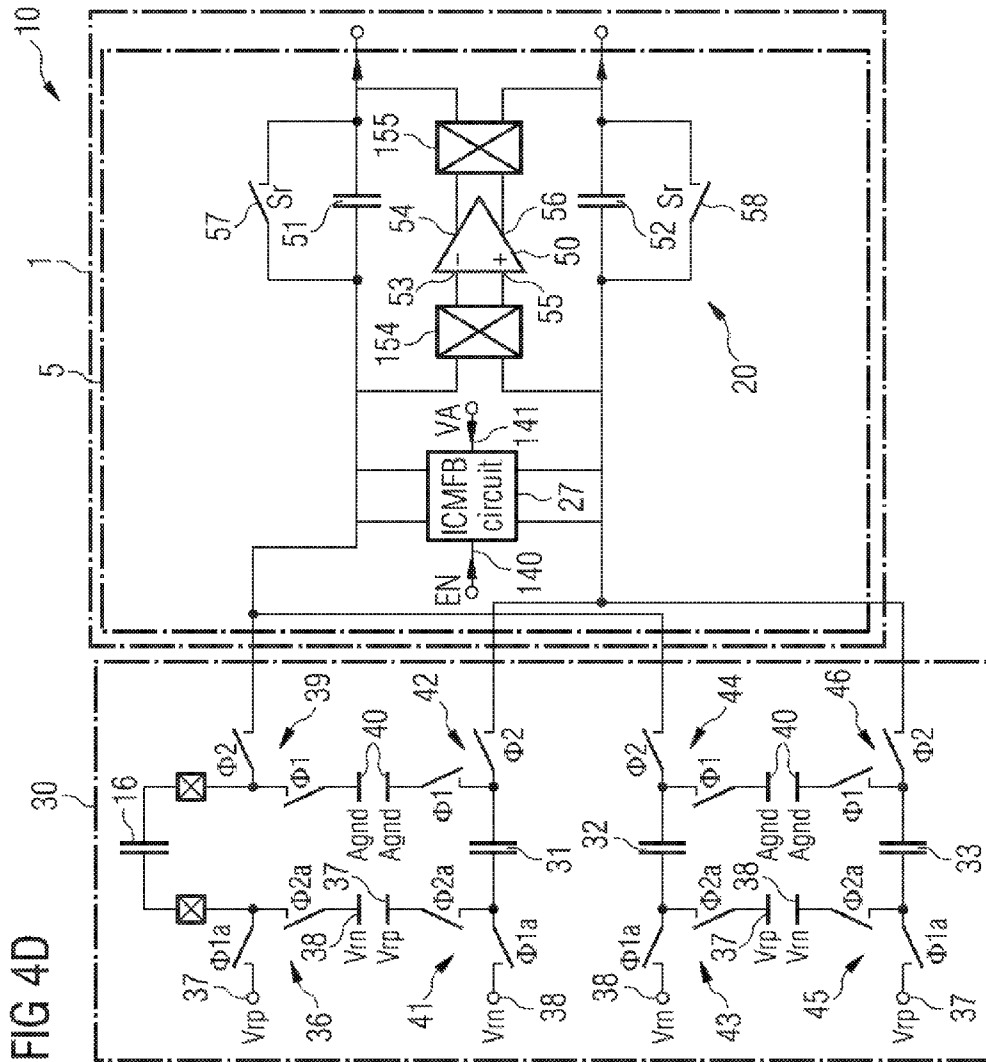 FIG 4D
10
1
5
30
16
57
Sr
51
155
54
53
56
55
50
154
VA
141
ICMFB
circuit
27
EN
140
52
Sr
58
20
39
Φ2
Φ1
40
Agnd
Agnd
Φ1
42
Φ2
Φ1a
Vrp
37
36
Φ2a
38
Vrn
37
Vrp
Φ2a
31
41
Φ1a
Vrn
38
44
Φ2
Φ1
40
Agnd
Agnd
Φ1
46
Φ2
32
33
38
Vrn
Φ1a
43
Φ2a
37
Vrp
38
Vrn
Φ2a
45
Φ1a
Vrp
37
−
+